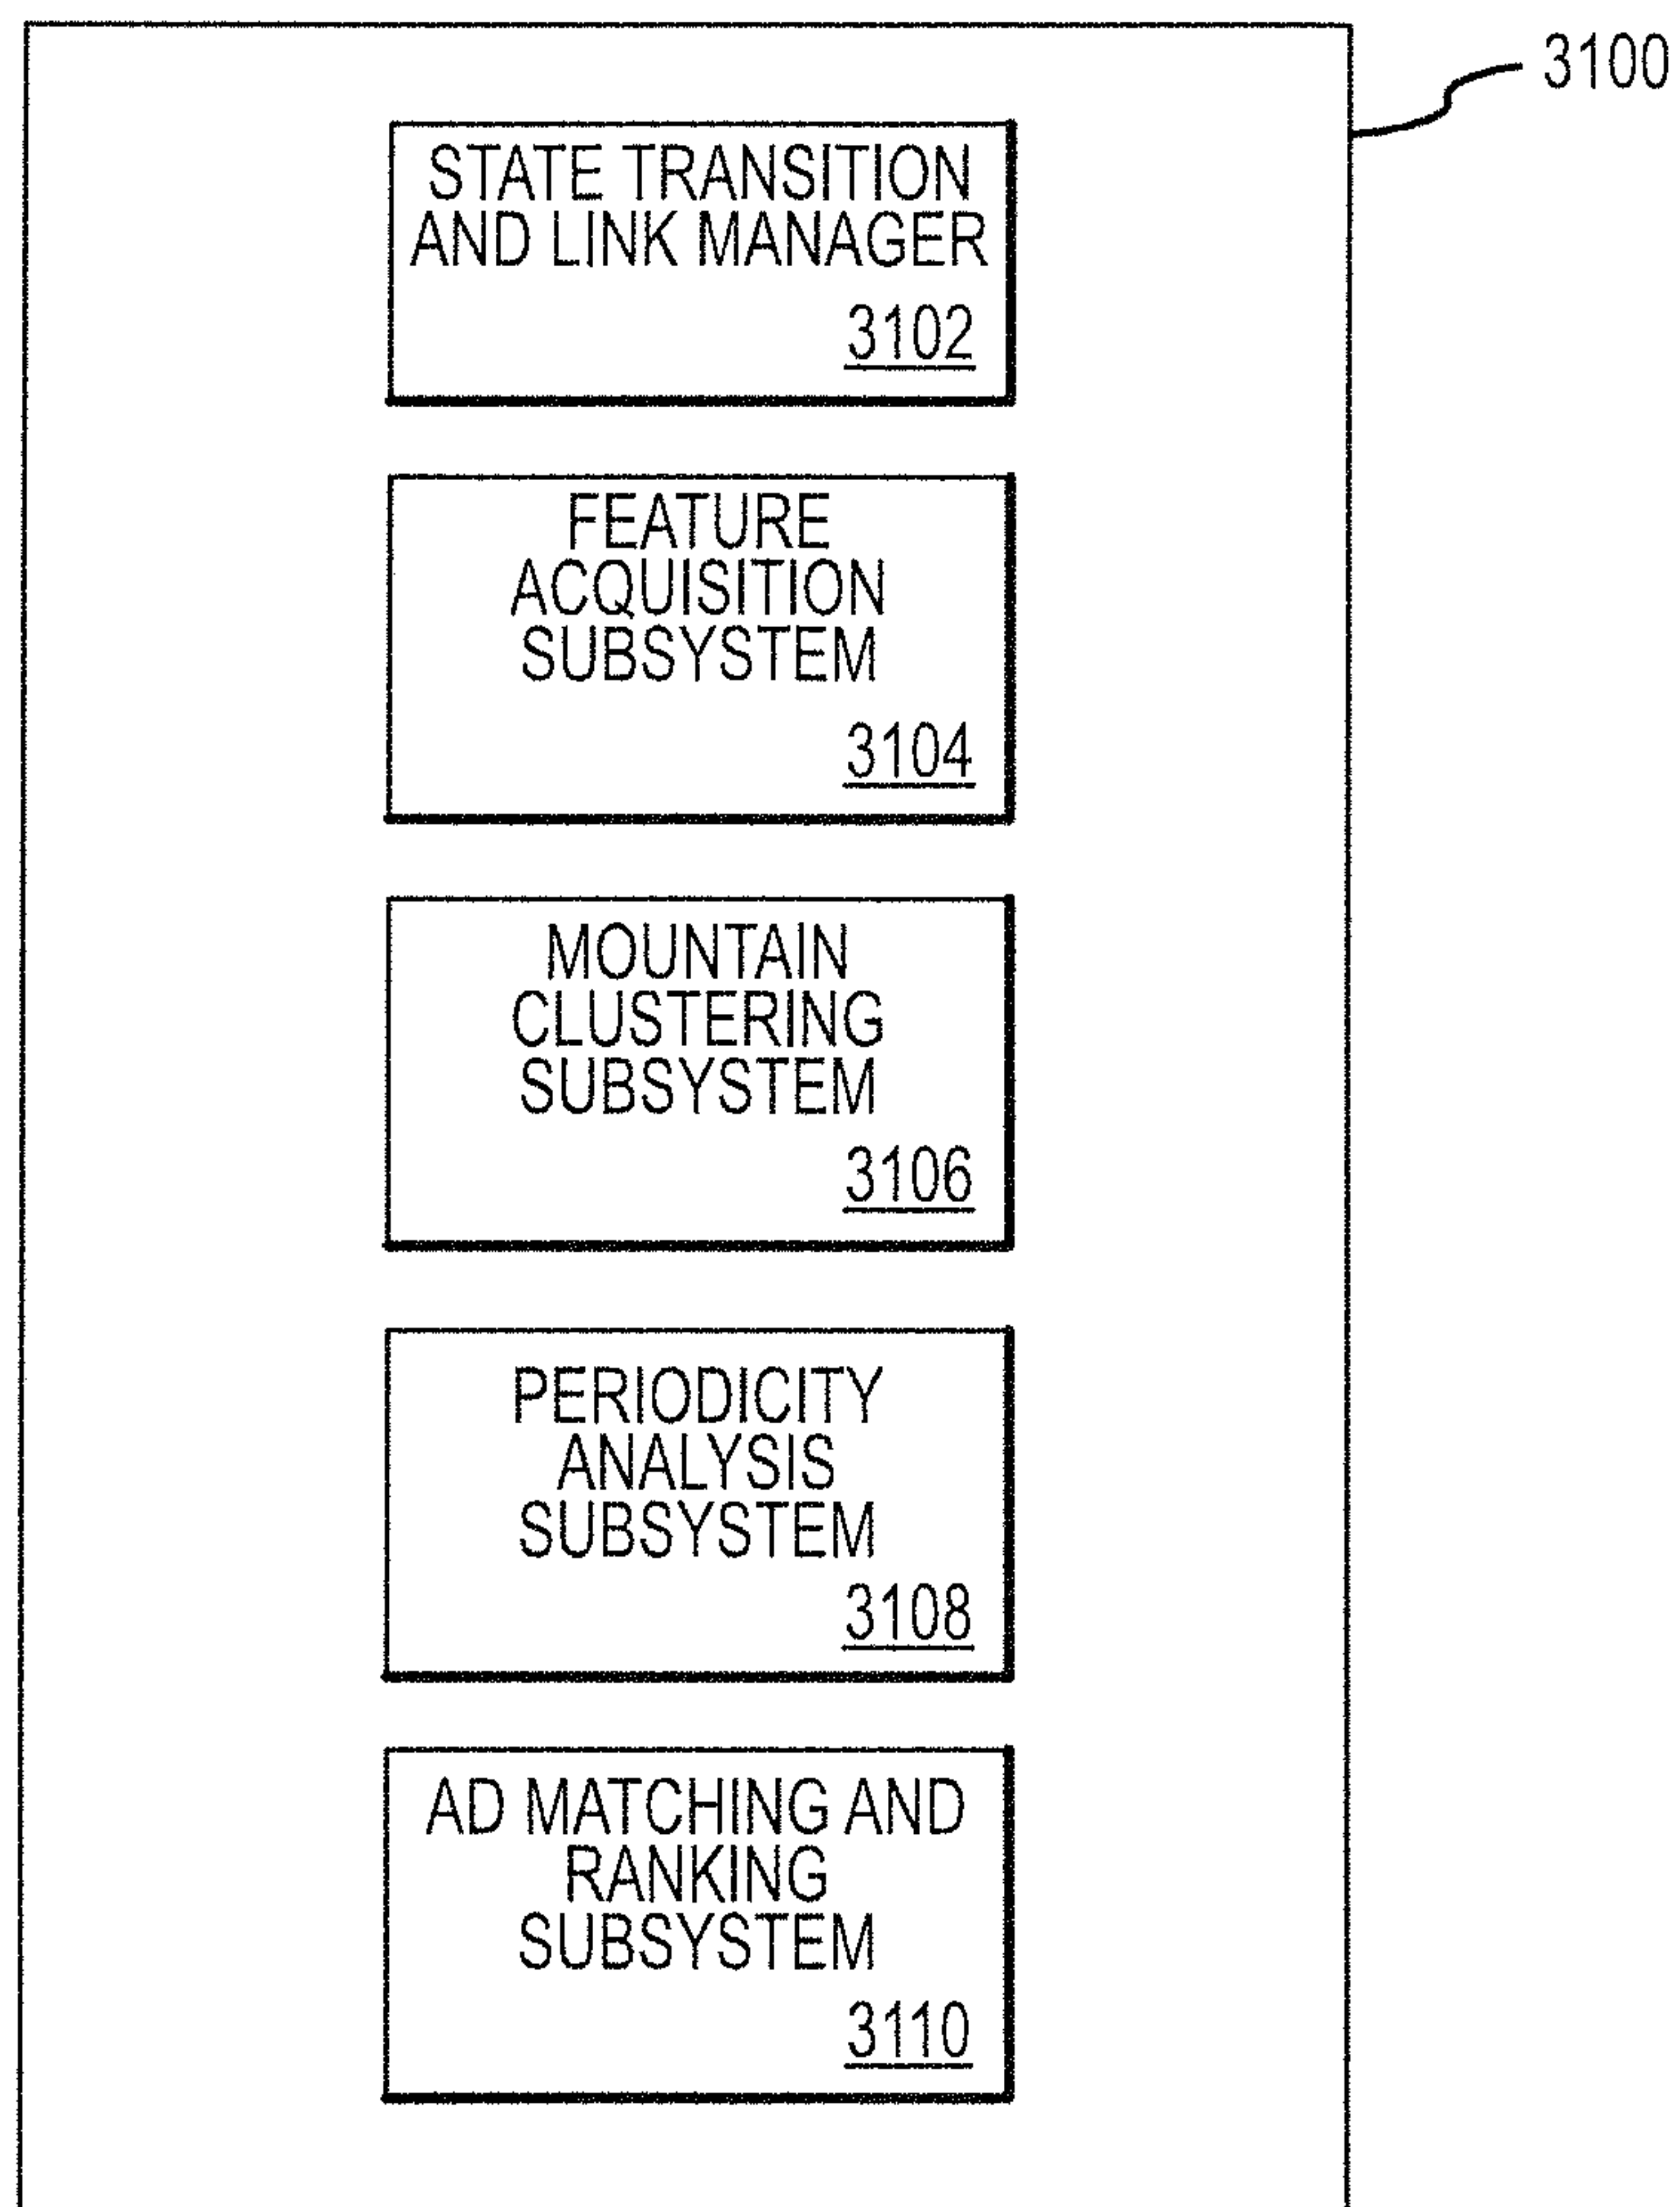 3100
STATE TRANSITION
AND LINK MANAGER
3102
FEATURE
ACQUISITION
SUBSYSTEM
3104
MOUNTAIN
CLUSTERING
SUBSYSTEM
3106
PERIODICITY
ANALYSIS
SUBSYSTEM
3108
AD MATCHING AND
RANKING
SUBSYSTEM
3110